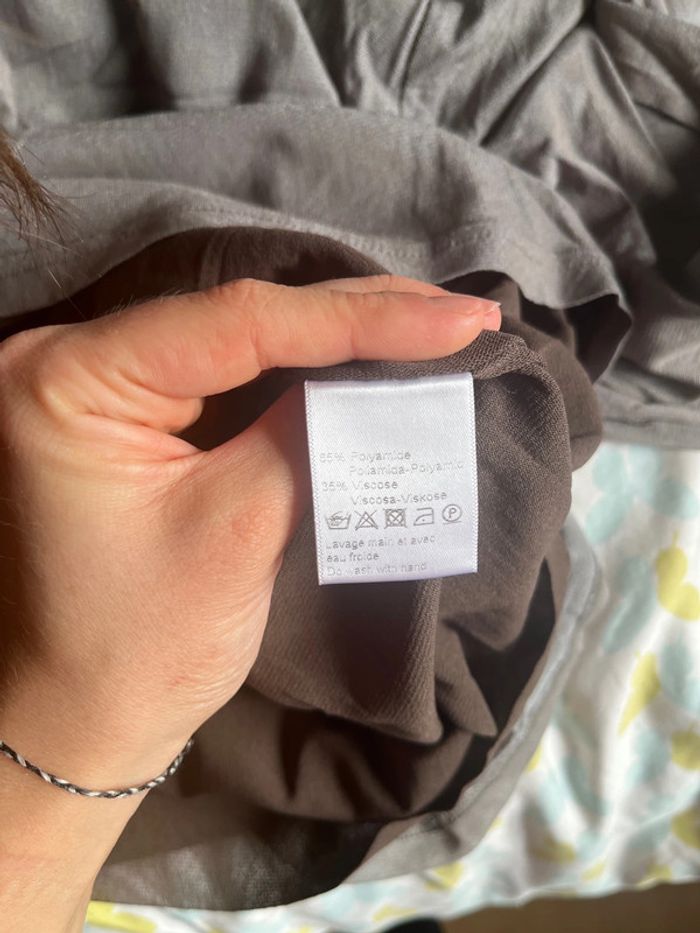 65% Polyamide
Poliamida-Polyamid
35% Viscose
Viscosa-Viskose
P
Lavage main et avec
eau froide
Do wash with hand